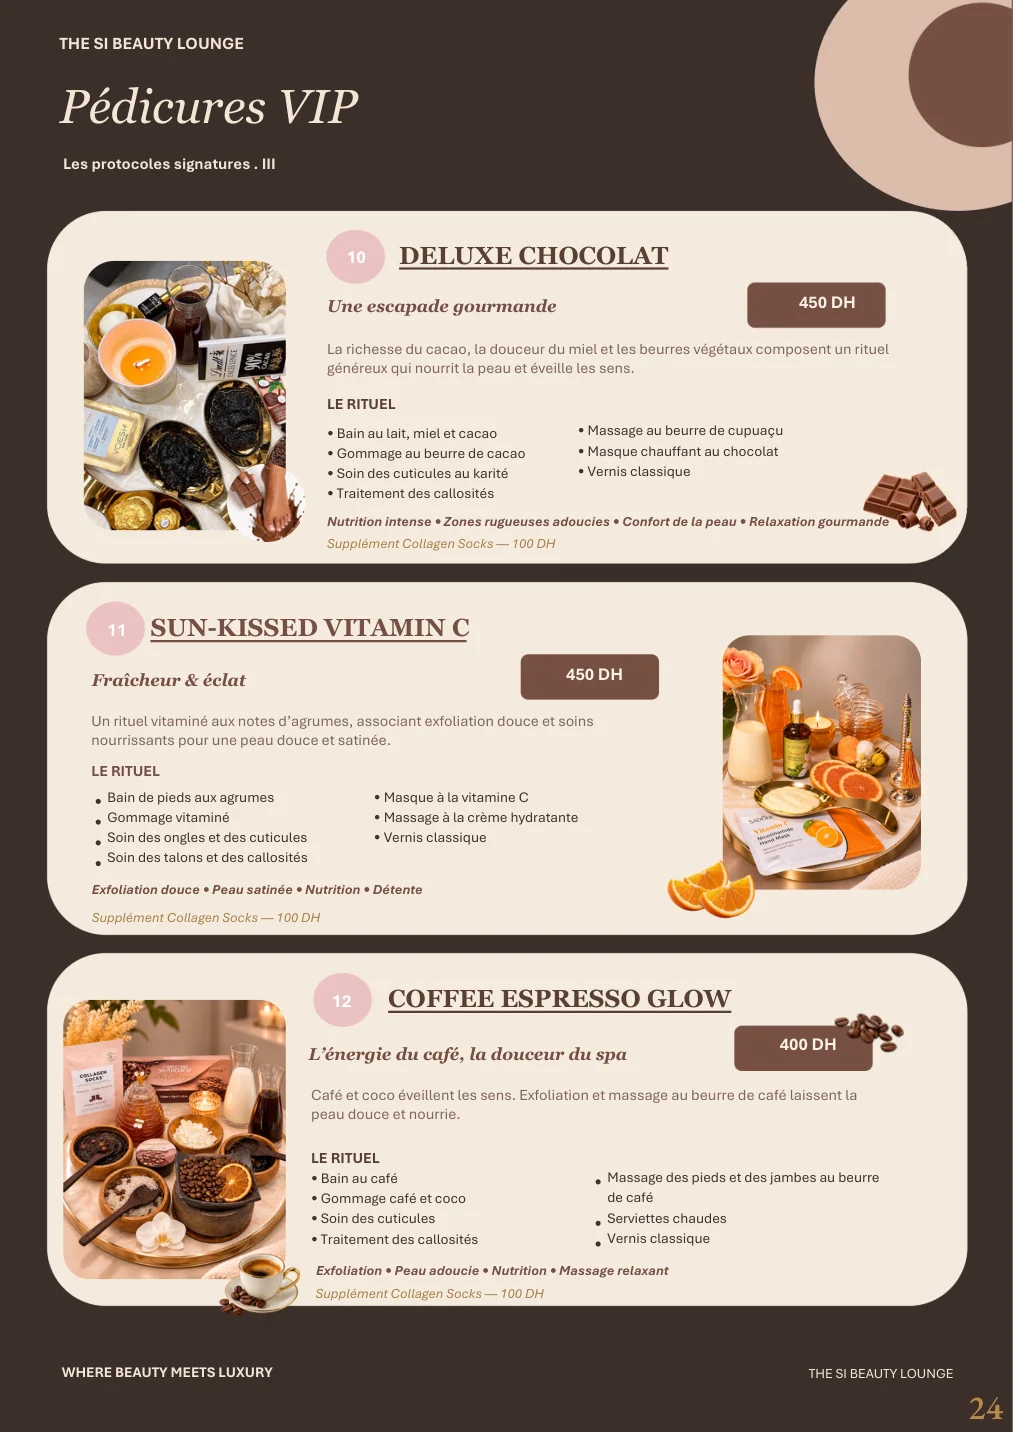 THE SI BEAUTY LOUNGE
Pédicures VIP
Les protocoles signatures . III
10
DELUXE CHOCOLAT
Une escapade gourmande
450 DH
La richesse du cacao, la douceur du miel et les beurres végétaux composent un rituel
généreux qui nourrit la peau et éveille les sens.
LE RITUEL
• Bain au lait, miel et cacao
• Gommage au beurre de cacao
• Soin des cuticules au karité
• Traitement des callosités
• Massage au beurre de cupuaçu
• Masque chauffant au chocolat
• Vernis classique
Nutrition intense • Zones rugueuses adoucies • Confort de la peau • Relaxation gourmande
Supplément Collagen Socks — 100 DH
Lindt
EXCELLENCE
90%
VOESH
11
SUN-KISSED VITAMIN C
Fraîcheur & éclat
450 DH
Un rituel vitaminé aux notes d’agrumes, associant exfoliation douce et soins
nourrissants pour une peau douce et satinée.
LE RITUEL
• Bain de pieds aux agrumes
• Gommage vitaminé
• Soin des ongles et des cuticules
• Soin des talons et des callosités
• Masque à la vitamine C
• Massage à la crème hydratante
• Vernis classique
Exfoliation douce • Peau satinée • Nutrition • Détente
Supplément Collagen Socks — 100 DH
SADOER
Vitamin C
Nicotinamide
Hand Mask
12
COFFEE ESPRESSO GLOW
L’énergie du café, la douceur du spa
400 DH
Café et coco éveillent les sens. Exfoliation et massage au beurre de café laissent la
peau douce et nourrie.
LE RITUEL
• Bain au café
• Gommage café et coco
• Soin des cuticules
• Traitement des callosités
• Massage des pieds et des jambes au beurre
de café
• Serviettes chaudes
• Vernis classique
Exfoliation • Peau adoucie • Nutrition • Massage relaxant
Supplément Collagen Socks — 100 DH
COLLAGEN
SOCKS
WHERE BEAUTY MEETS LUXURY
THE SI BEAUTY LOUNGE
24